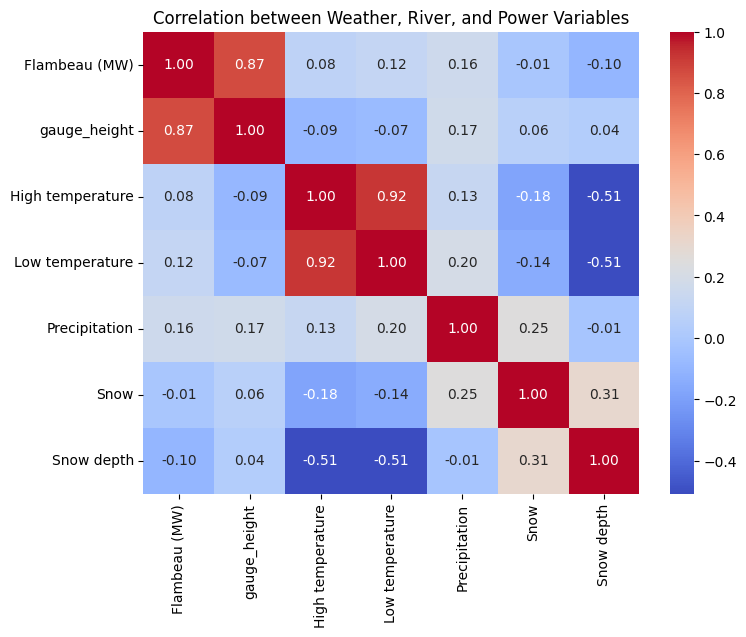 Correlation between Weather, River, and Power Variables
Flambeau (MW) 1.00 0.87 0.08 0.12 0.16 -0.01 -0.10
gauge_height 0.87 1.00 -0.09 -0.07 0.17 0.06 0.04
High temperature 0.08 -0.09 1.00 0.92 0.13 -0.18 -0.51
Low temperature 0.12 -0.07 0.92 1.00 0.20 -0.14 -0.51
Precipitation 0.16 0.17 0.13 0.20 1.00 0.25 -0.01
Snow -0.01 0.06 -0.18 -0.14 0.25 1.00 0.31
Snow depth -0.10 0.04 -0.51 -0.51 -0.01 0.31 1.00
Flambeau (MW)
gauge_height
High temperature
Low temperature
Precipitation
Snow
Snow depth
1.0
0.8
0.6
0.4
0.2
0.0
−0.2
−0.4